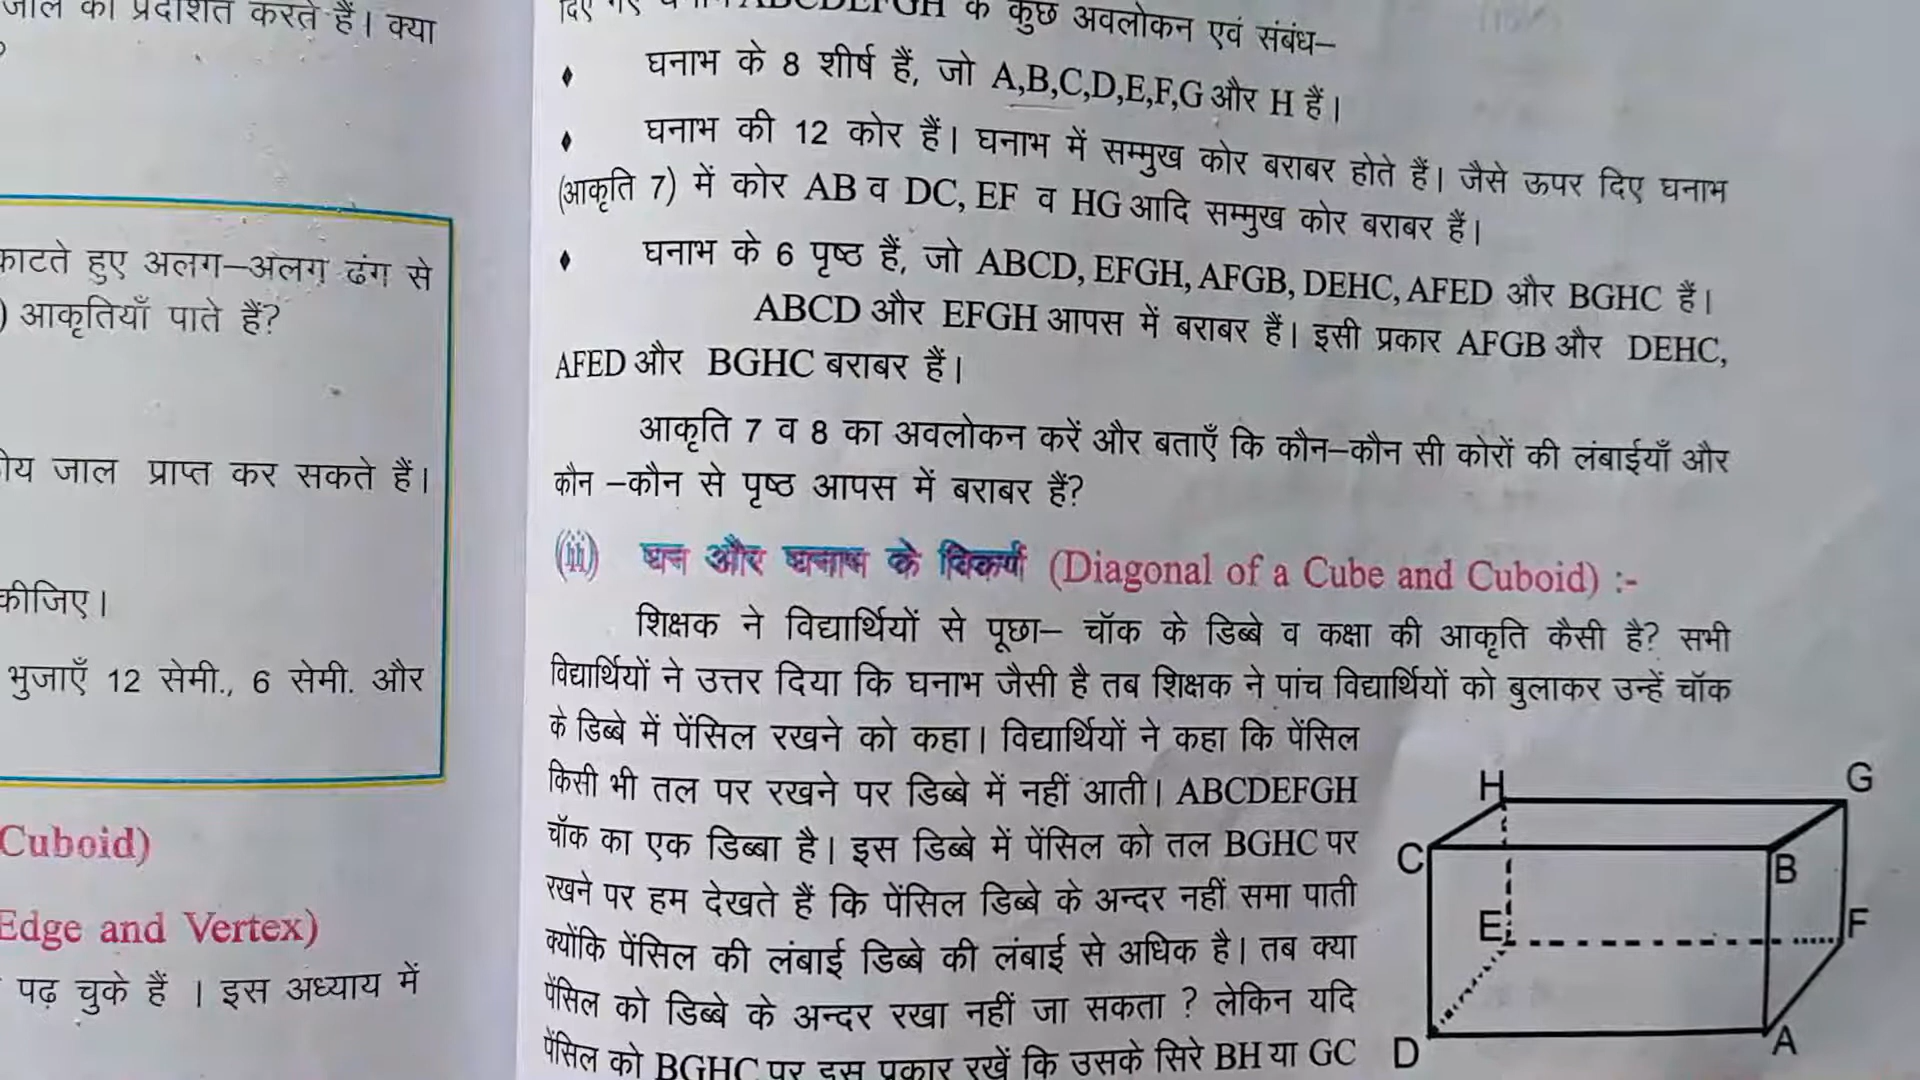 जाल को प्रदर्शित करते हैं। क्या
काटते हुए अलग–अलग ढंग से
) आकृतियाँ पाते हैं?
जाल प्राप्त कर सकते हैं।
कीजिए।
भुजाएँ 12 सेमी., 6 सेमी. और
Cuboid)
Edge and Vertex)
पढ़ चुके हैं । इस अध्याय में
दिए गए घनाभ ABCDEFGH के कुछ अवलोकन एवं संबंध–
♦ घनाभ के 8 शीर्ष हैं, जो A,B,C,D,E,F,G और H हैं।
♦ घनाभ की 12 कोर हैं। घनाभ में सम्मुख कोर बराबर होते हैं। जैसे ऊपर दिए घनाभ
(आकृति 7) में कोर AB व DC, EF व HG आदि सम्मुख कोर बराबर हैं।
♦ घनाभ के 6 पृष्ठ हैं, जो ABCD, EFGH, AFGB, DEHC, AFED और BGHC हैं।
ABCD और EFGH आपस में बराबर हैं। इसी प्रकार AFGB और DEHC,
AFED और BGHC बराबर हैं।
आकृति 7 व 8 का अवलोकन करें और बताएँ कि कौन–कौन सी कोरों की लंबाईयाँ और
कौन –कौन से पृष्ठ आपस में बराबर हैं?
(ii) घन और घनाभ के विकर्ण (Diagonal of a Cube and Cuboid) :-
शिक्षक ने विद्यार्थियों से पूछा– चॉक के डिब्बे व कक्षा की आकृति कैसी है? सभी
विद्यार्थियों ने उत्तर दिया कि घनाभ जैसी है तब शिक्षक ने पांच विद्यार्थियों को बुलाकर उन्हें चॉक
के डिब्बे में पेंसिल रखने को कहा। विद्यार्थियों ने कहा कि पेंसिल
किसी भी तल पर रखने पर डिब्बे में नहीं आती। ABCDEFGH
चॉक का एक डिब्बा है। इस डिब्बे में पेंसिल को तल BGHC पर
रखने पर हम देखते हैं कि पेंसिल डिब्बे के अन्दर नहीं समा पाती
क्योंकि पेंसिल की लंबाई डिब्बे की लंबाई से अधिक है। तब क्या
पेंसिल को डिब्बे के अन्दर रखा नहीं जा सकता ? लेकिन यदि
पेंसिल को BGHC पर इस प्रकार रखें कि उसके सिरे BH या GC
H G
C B
E F
D A